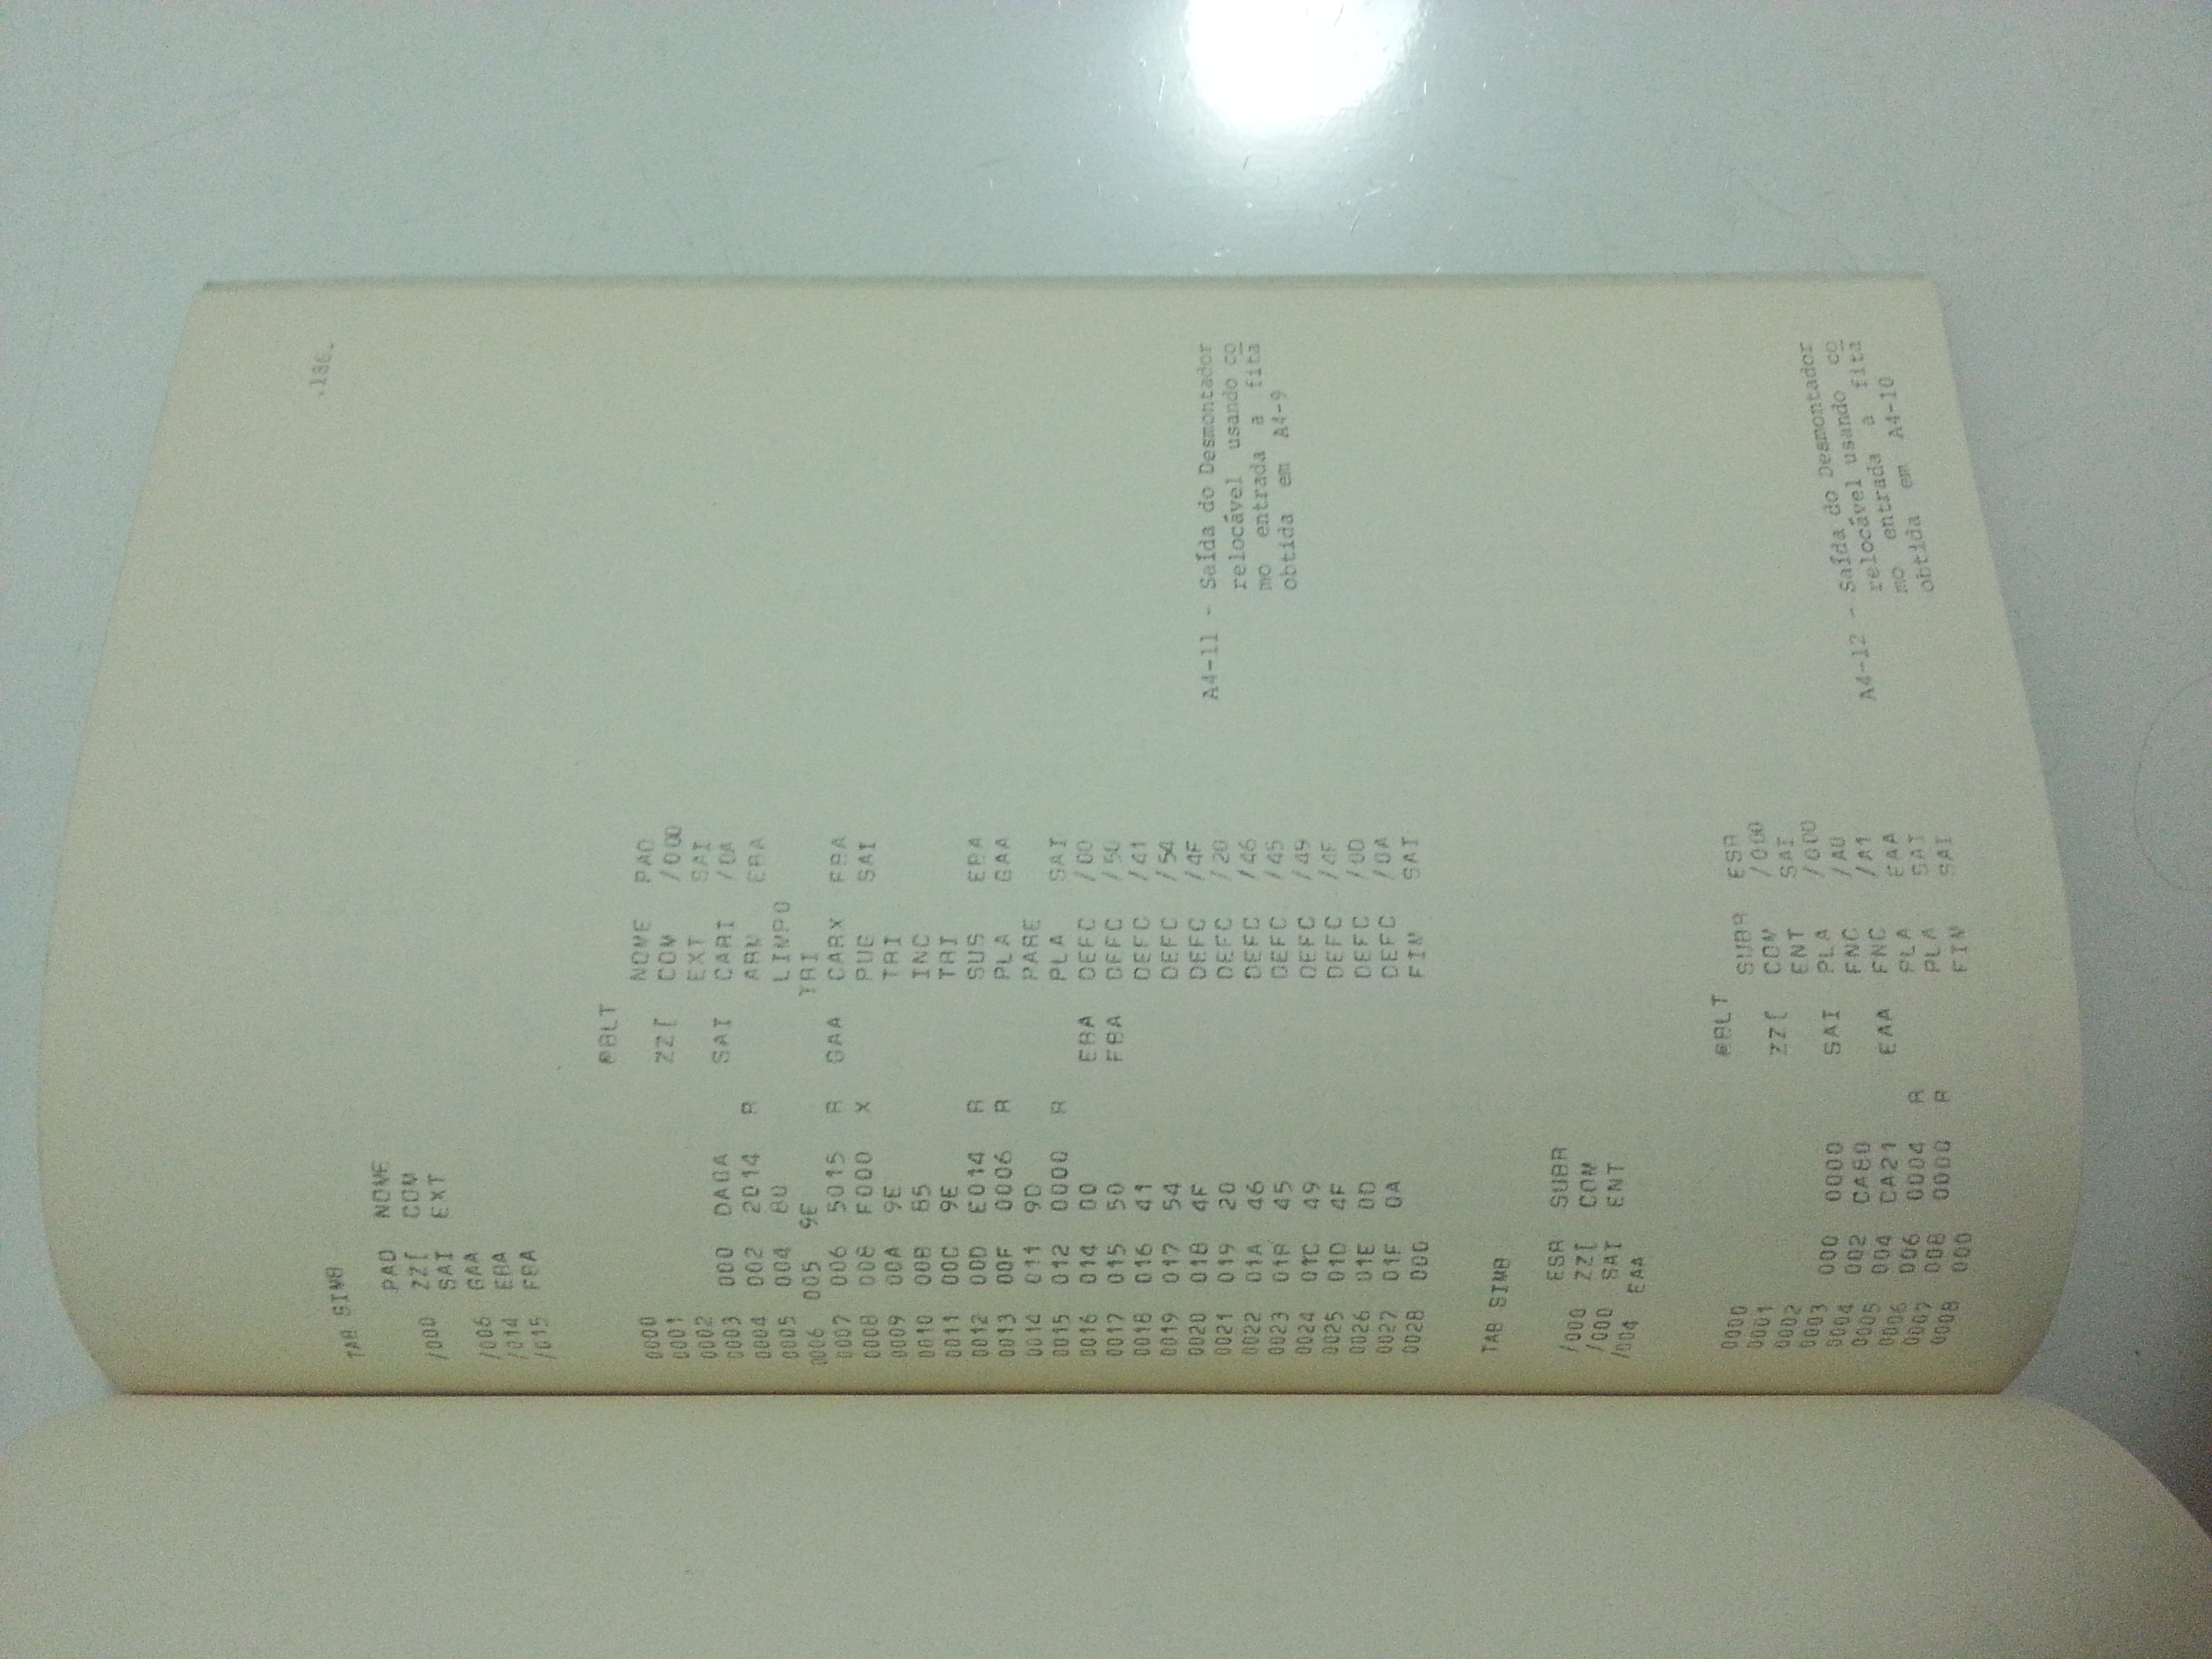 .186.
TAB SIMB
PAO NOME
/000 ZZ[ COM
SAI EXT
/006 GAA
/014 EBA
/015 FBA
@BLT
0000 NOME PAO
0001 ZZ[ COM /000
0002 EXT SAI
0003 000 DA0A SAI CARI /0A
0004 002 2014 R ARM EBA
0005 004 80 LIMPO
0006 005 9E TRI
0007 006 5015 R GAA CARX FBA
0008 008 F000 X PUG SAI
0009 00A 9E TRI
0010 00B 85 INC
0011 00C 9E TRI
0012 00D E014 R SUS EBA
0013 00F 0006 R PLA GAA
0014 011 9D PARE
0015 012 0000 R PLA SAI
0016 014 00 EBA DEFC /00
0017 015 50 FBA DEFC /50
0018 016 41 DEFC /41
0019 017 54 DEFC /54
0020 018 4F DEFC /4F
0021 019 20 DEFC /20
0022 01A 46 DEFC /46
0023 01B 45 DEFC /45
0024 01C 49 DEFC /49
0025 01D 4F DEFC /4F
0026 01E 0D DEFC /0D
0027 01F 0A DEFC /0A
0028 000 FIM SAI
A4-11 - Saída do Desmontador
relocável usando co
mo entrada a fita
obtida em A4-9
TAB SIMB
ESR SUBR
/000 ZZ[ COM
/000 SAI ENT
/004 EAA
@BLT
0000 SUBR ESR
0001 ZZ[ COM /000
0002 ENT SAI
0003 000 0000 SAI PLA /000
0004 002 CA80 FNC /A0
0005 004 CA21 EAA FNC /A1
0006 006 0004 R PLA EAA
0007 008 0000 R PLA SAI
0008 000 FIM SAI
A4-12 - Saída do Desmontador
relocável usando co
mo entrada a fita
obtida em A4-10